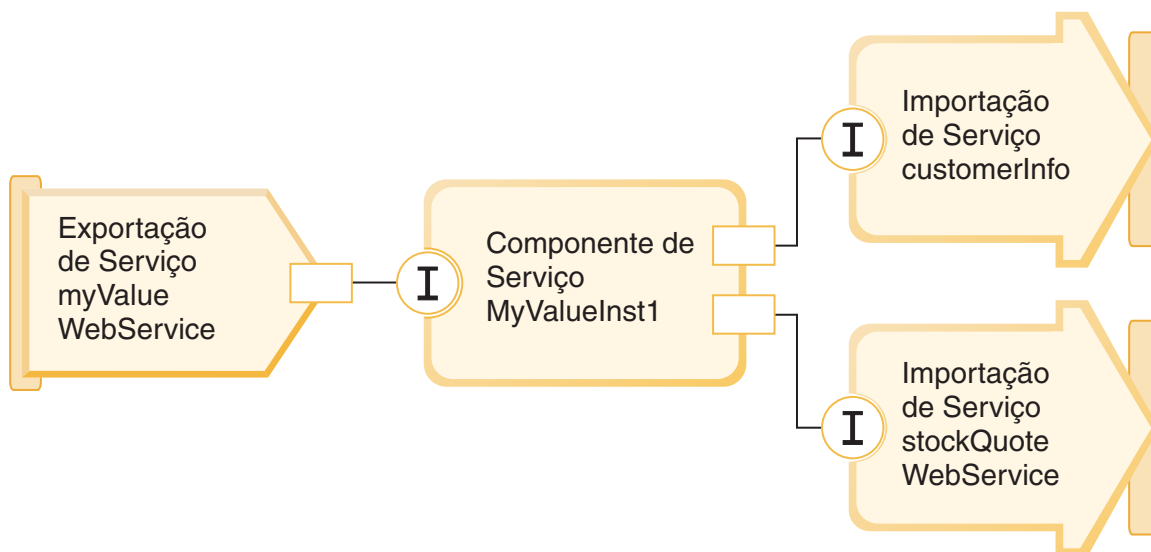 Exportação
de Serviço
myValue
WebService
I
Componente de
Serviço
MyValueInst1
I
Importação
de Serviço
customerInfo
I
Importação
de Serviço
stockQuote
WebService